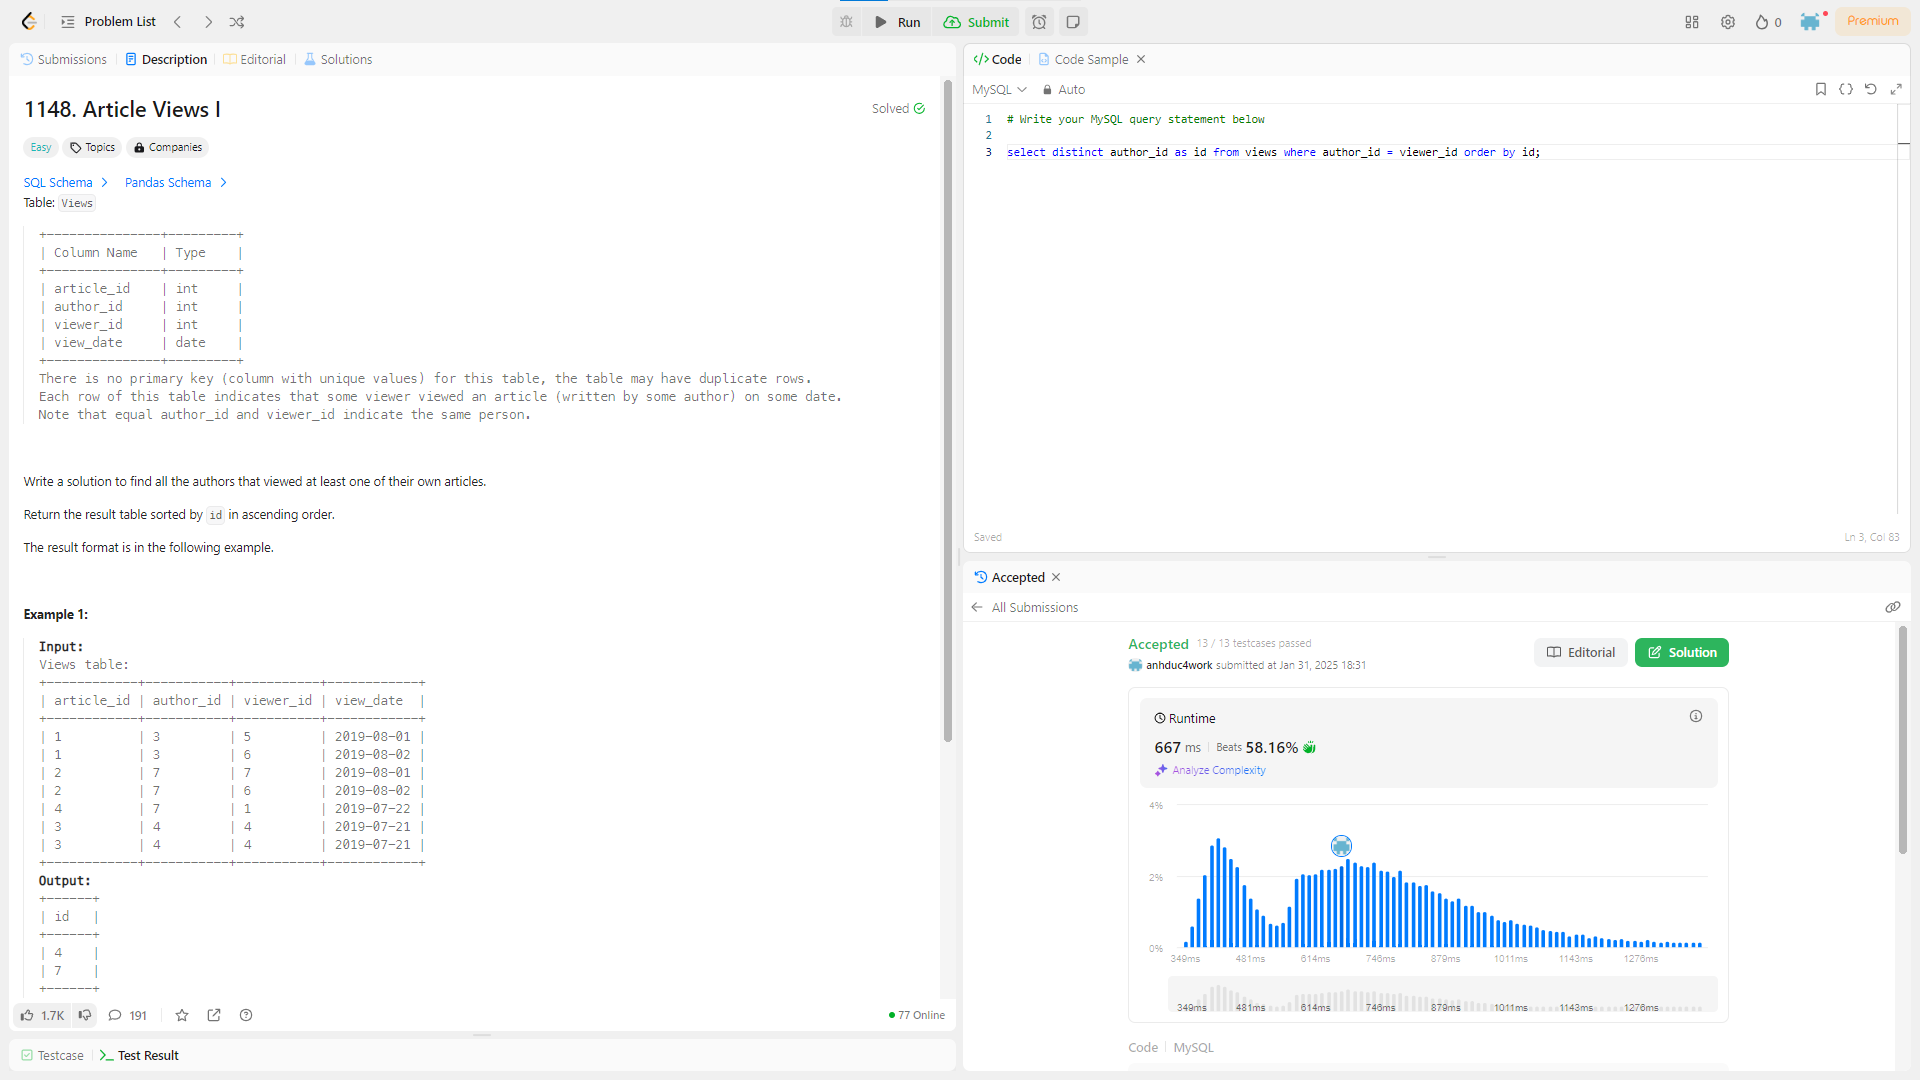 Problem List
Run
Submit
0
Premium
Submissions
Description
Editorial
Solutions
1148. Article Views I
Solved
Easy
Topics
Companies
SQL Schema
Pandas Schema
Table: Views
+---------------+---------+
| Column Name   | Type    |
+---------------+---------+
| article_id    | int     |
| author_id     | int     |
| viewer_id     | int     |
| view_date     | date    |
+---------------+---------+
There is no primary key (column with unique values) for this table, the table may have duplicate rows.
Each row of this table indicates that some viewer viewed an article (written by some author) on some date.
Note that equal author_id and viewer_id indicate the same person.
Write a solution to find all the authors that viewed at least one of their own articles.
Return the result table sorted by id in ascending order.
The result format is in the following example.
Example 1:
Input:
Views table:
+------------+-----------+-----------+------------+
| article_id | author_id | viewer_id | view_date  |
+------------+-----------+-----------+------------+
| 1          | 3         | 5         | 2019-08-01 |
| 1          | 3         | 6         | 2019-08-02 |
| 2          | 7         | 7         | 2019-08-01 |
| 2          | 7         | 6         | 2019-08-02 |
| 4          | 7         | 1         | 2019-07-22 |
| 3          | 4         | 4         | 2019-07-21 |
| 3          | 4         | 4         | 2019-07-21 |
+------------+-----------+-----------+------------+
Output:
+------+
| id   |
+------+
| 4    |
| 7    |
+------+
1.7K
191
77 Online
Testcase
Test Result
Code
Code Sample
MySQL
Auto
1 # Write your MySQL query statement below
2
3 select distinct author_id as id from views where author_id = viewer_id order by id;
Saved
Ln 3, Col 83
Accepted
All Submissions
Accepted 13 / 13 testcases passed
anhduc4work submitted at Jan 31, 2025 18:31
Editorial
Solution
Runtime
667 ms Beats 58.16%
Analyze Complexity
4%
2%
0%
349ms 481ms 614ms 746ms 879ms 1011ms 1143ms 1276ms
349ms 481ms 614ms 746ms 879ms 1011ms 1143ms 1276ms
Code MySQL